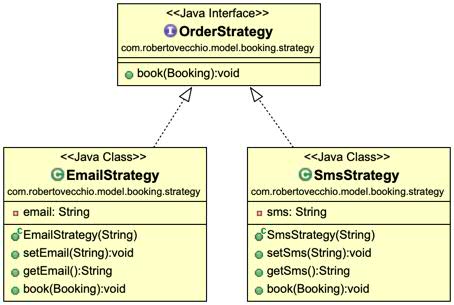 <<Java Interface>>
OrderStrategy
com.robertovecchio.model.booking.strategy
book(Booking):void
<<Java Class>>
EmailStrategy
com.robertovecchio.model.booking.strategy
email: String
EmailStrategy(String)
setEmail(String):void
getEmail():String
book(Booking):void
<<Java Class>>
SmsStrategy
com.robertovecchio.model.booking.strategy
sms: String
SmsStrategy(String)
setSms(String):void
getSms():String
book(Booking):void